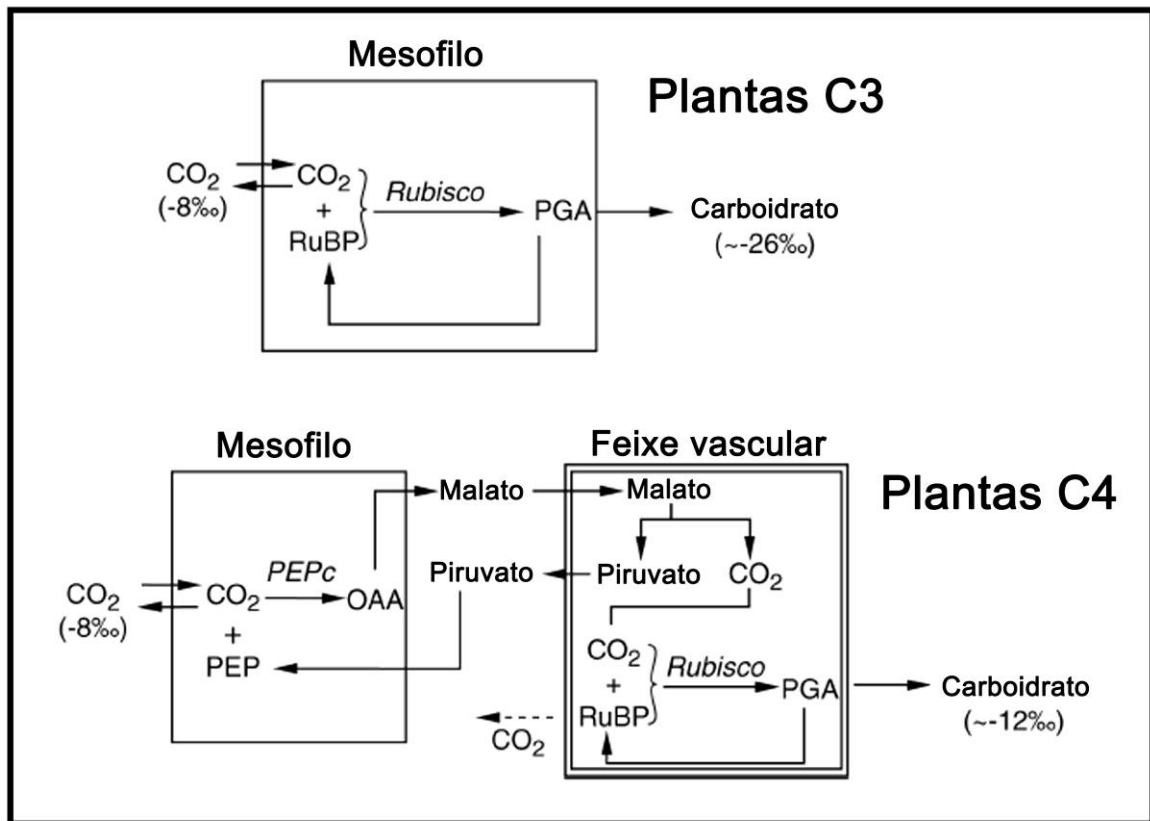 Mesofilo
Plantas C3
CO2
(-8‰)
CO2
+
RuBP
Rubisco
PGA
Carboidrato
(~-26‰)
Mesofilo
Feixe vascular
Plantas C4
Malato
Malato
Piruvato
Piruvato
CO2
CO2
(-8‰)
CO2
PEPc
OAA
+
PEP
CO2
+
RuBP
Rubisco
PGA
Carboidrato
(~-12‰)
CO2